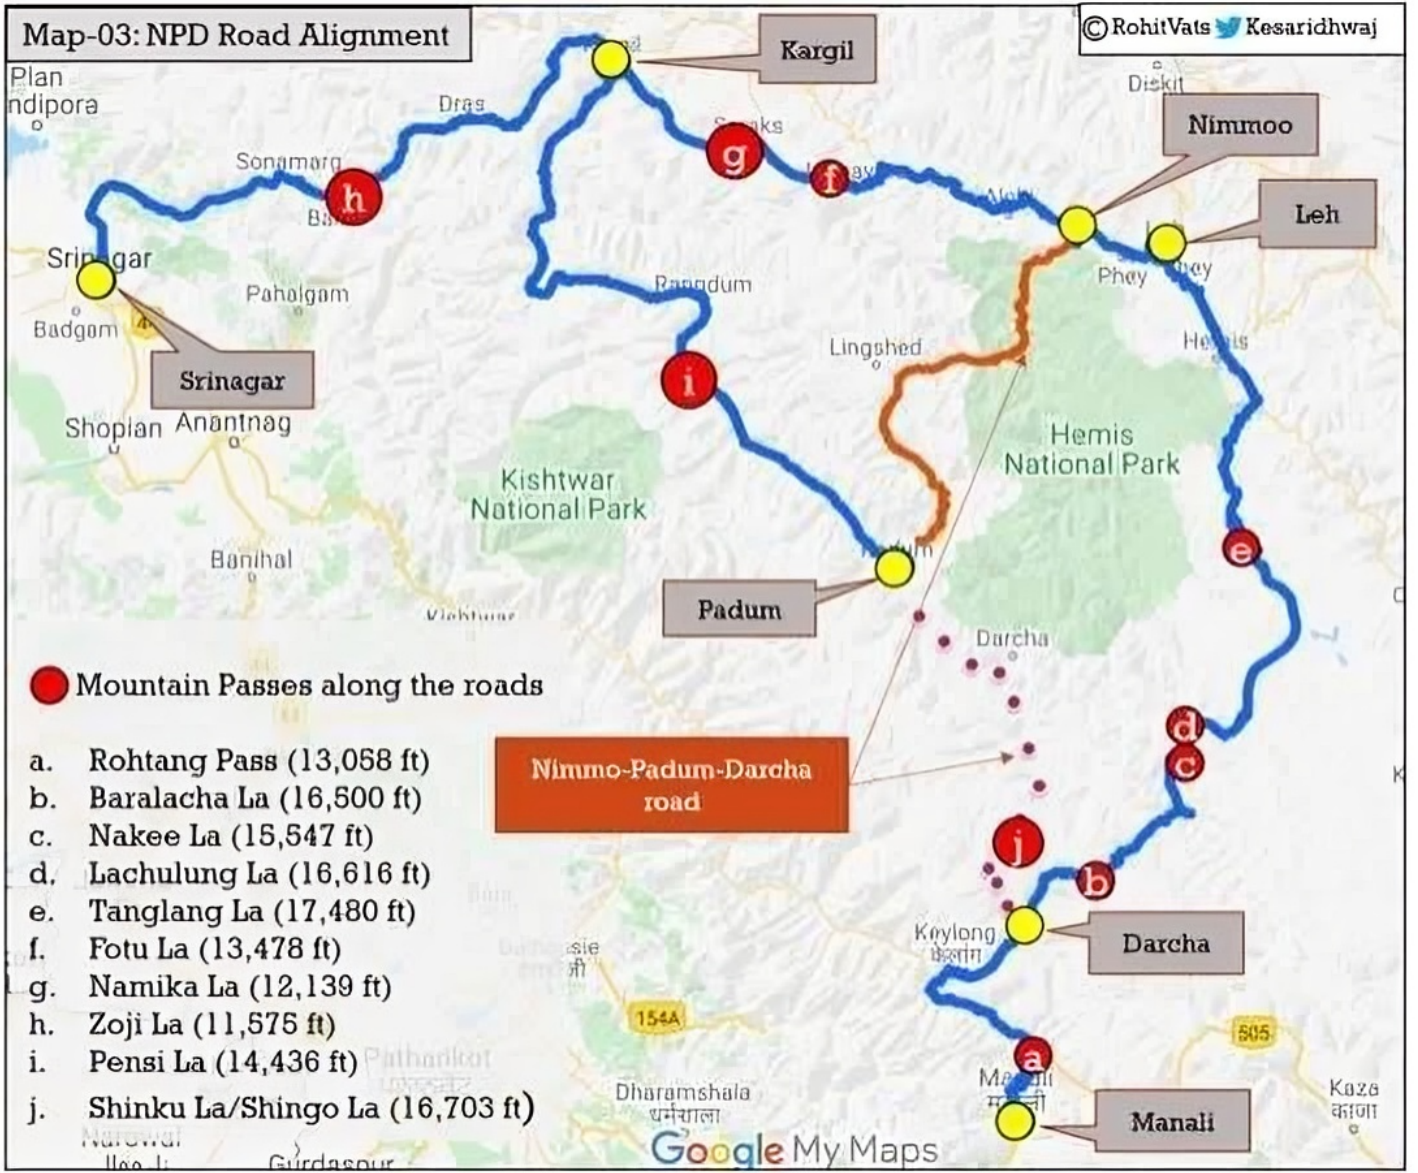 Map-03: NPD Road Alignment
© RohitVats Kesaridhwaj
Kargil
Plan
ndipora
Diskit
Dras
Nimmoo
Sonamarg
h
g
f
Leh
Srinagar
Phey
Pahalgam
Rangdum
Badgam
Lingshed
Srinagar
i
Shopian
Anantnag
Hemis
National Park
Kishtwar
National Park
e
Banihal
Padum
Darcha
Mountain Passes along the roads
d
c
Nimmo-Padum-Darcha
road
a. Rohtang Pass (13,058 ft)
b. Baralacha La (16,500 ft)
c. Nakee La (15,547 ft)
d. Lachulung La (16,616 ft)
e. Tanglang La (17,480 ft)
f. Fotu La (13,478 ft)
g. Namika La (12,139 ft)
h. Zoji La (11,575 ft)
i. Pensi La (14,436 ft)
j. Shinku La/Shingo La (16,703 ft)
j
b
Keylong
केलांग
Darcha
154A
505
a
Pathankot
Dharamshala
धर्मशाला
Kaza
काजा
Manali
Google My Maps
Gurdaspur